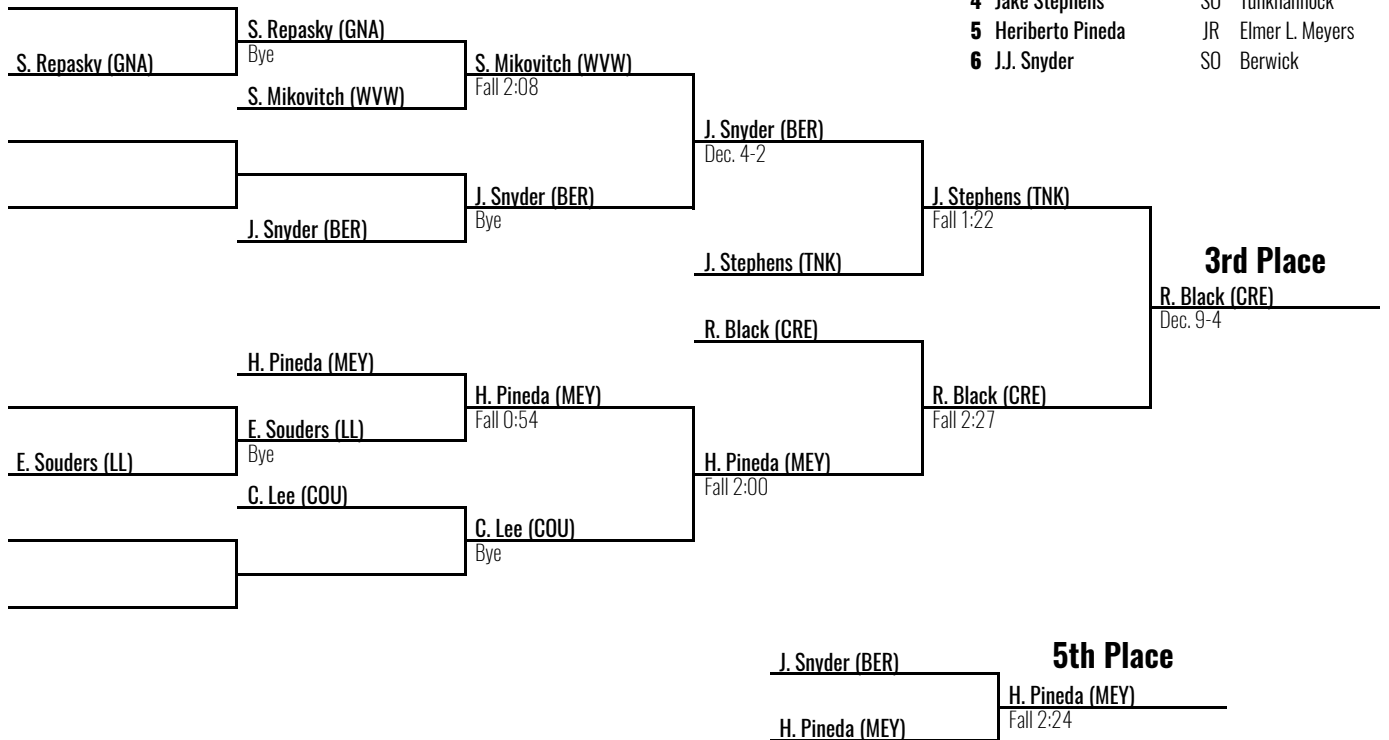 4 Jake Stephens SO Tunkhannock
S. Repasky (GNA)
5 Heriberto Pineda JR Elmer L. Meyers
Bye
S. Repasky (GNA)
S. Mikovitch (WVW)
6 J.J. Snyder SO Berwick
Fall 2:08
S. Mikovitch (WVW)
J. Snyder (BER)
Dec. 4-2
J. Snyder (BER)
J. Stephens (TNK)
Bye
Fall 1:22
J. Snyder (BER)
J. Stephens (TNK)
3rd Place
R. Black (CRE)
Dec. 9-4
R. Black (CRE)
H. Pineda (MEY)
H. Pineda (MEY)
R. Black (CRE)
Fall 0:54
Fall 2:27
E. Souders (LL)
Bye
E. Souders (LL)
H. Pineda (MEY)
Fall 2:00
C. Lee (COU)
C. Lee (COU)
Bye
5th Place
J. Snyder (BER)
H. Pineda (MEY)
Fall 2:24
H. Pineda (MEY)